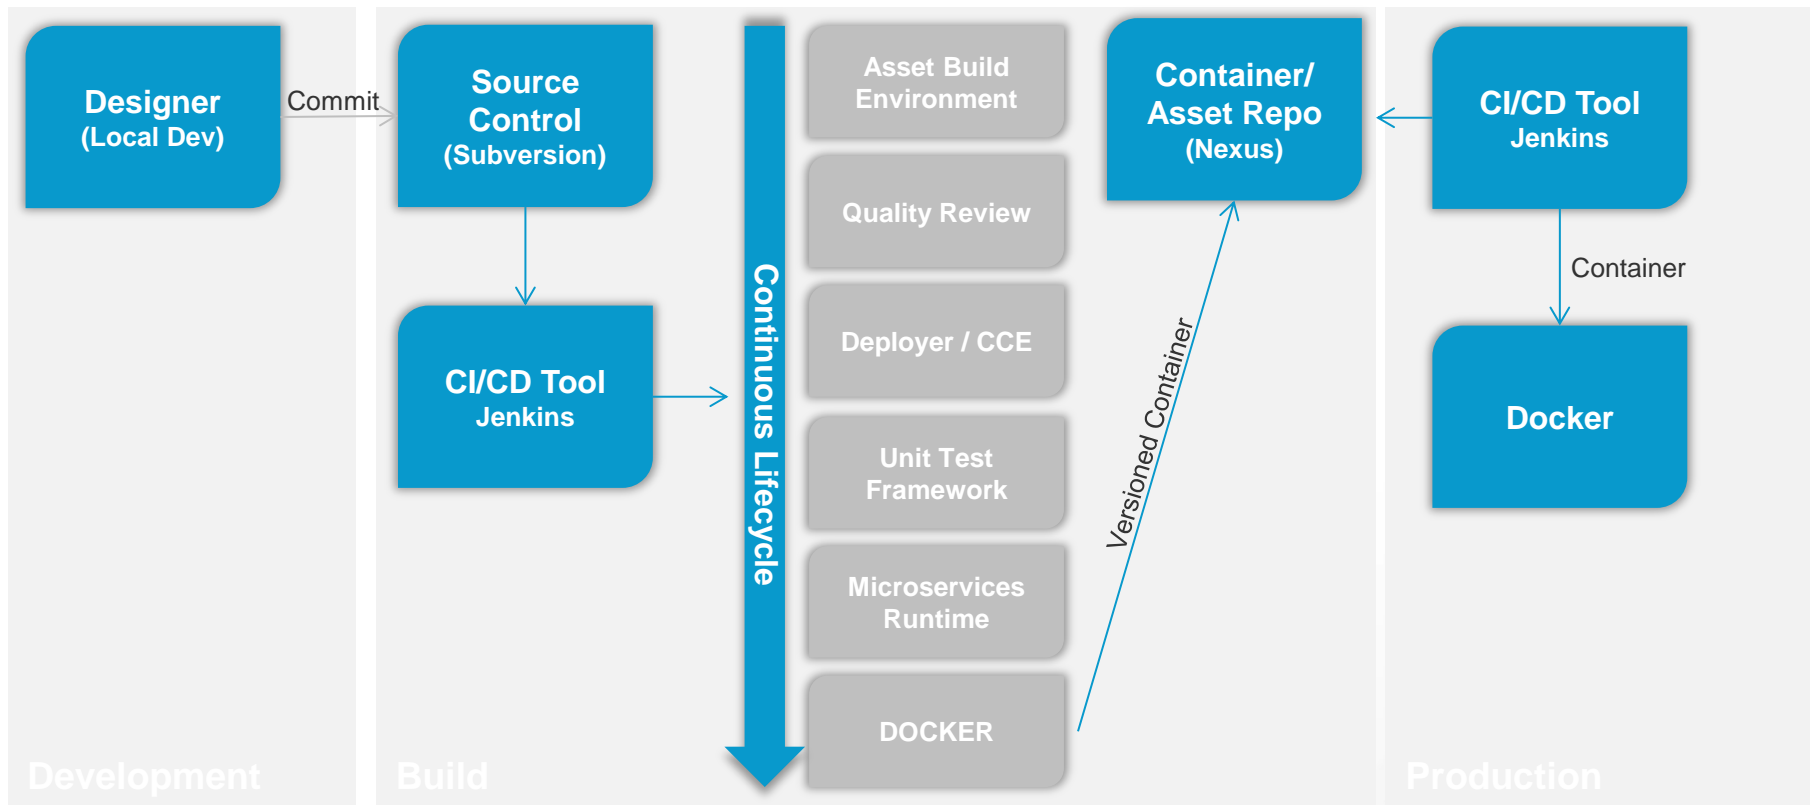 Designer
(Local Dev)
Commit
Source
Control
(Subversion)
CI/CD Tool
Jenkins
Continuous Lifecycle
Asset Build
Environment
Quality Review
Deployer / CCE
Unit Test
Framework
Microservices
Runtime
DOCKER
Versioned Container
Container/
Asset Repo
(Nexus)
CI/CD Tool
Jenkins
Container
Docker
Development
Build
Production